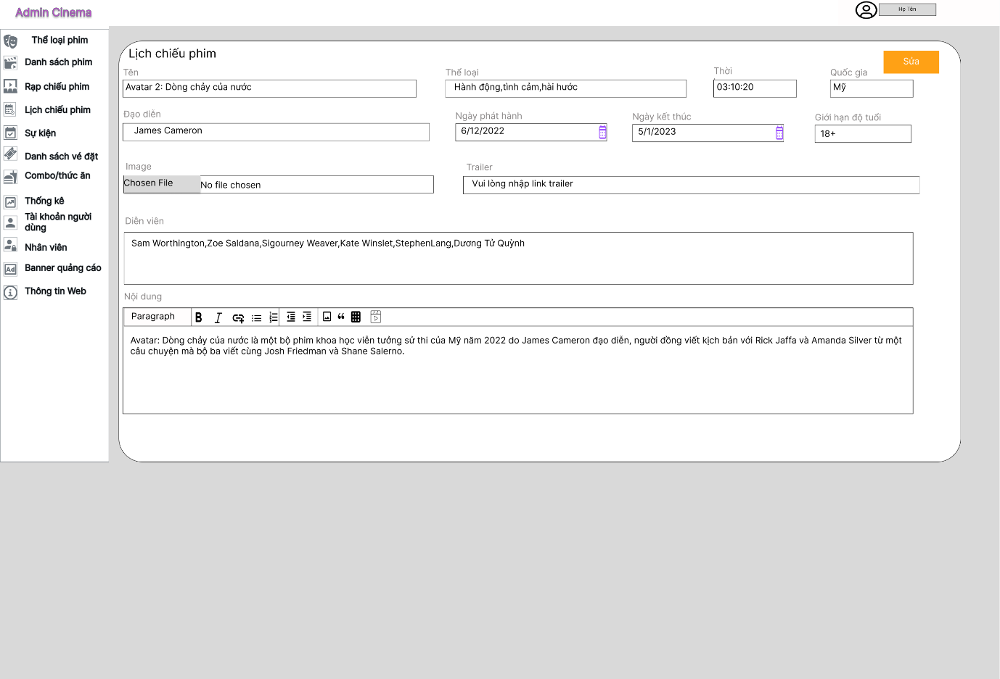 Admin Cinema
Họ Tên
Thể loại phim
Danh sách phim
Rạp chiếu phim
Lịch chiếu phim
Sự kiện
Danh sách vé đặt
Combo/thức ăn
Thống kê
Tài khoản người
dùng
Nhân viên
Ad
Banner quảng cáo
Thông tin Web
Lịch chiếu phim
Sửa
Tên
Thể loại
Thời
Quốc gia
Avatar 2: Dòng chảy của nước
Hành động,tình cảm,hài hước
03:10:20
Mỹ
Đạo diễn
Ngày phát hành
Ngày kết thúc
Giới hạn độ tuổi
James Cameron
6/12/2022
5/1/2023
18+
Image
Trailer
Chosen File
No file chosen
Vui lòng nhập link trailer
Diễn viên
Sam Worthington,Zoe Saldana,Sigourney Weaver,Kate Winslet,StephenLang,Dương Tử Quỳnh
Nội dung
Paragraph
B I
Avatar: Dòng chảy của nước là một bộ phim khoa học viễn tưởng sử thi của Mỹ năm 2022 do James Cameron đạo diễn, người đồng viết kịch bản với Rick Jaffa và Amanda Silver từ một
câu chuyện mà bộ ba viết cùng Josh Friedman và Shane Salerno.